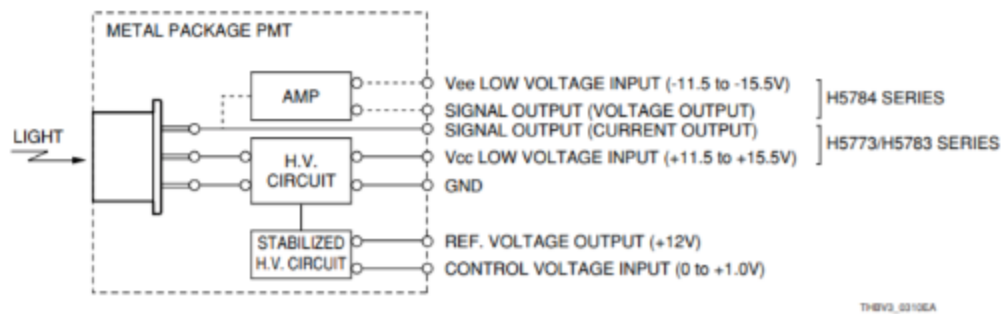 METAL PACKAGE PMT
AMP
Vee LOW VOLTAGE INPUT (-11.5 to -15.5V)
SIGNAL OUTPUT (VOLTAGE OUTPUT)
H5784 SERIES
LIGHT
SIGNAL OUTPUT (CURRENT OUTPUT)
H5773/H5783 SERIES
H.V.
CIRCUIT
Vcc LOW VOLTAGE INPUT (+11.5 to +15.5V)
GND
STABILIZED
H.V. CIRCUIT
REF. VOLTAGE OUTPUT (+12V)
CONTROL VOLTAGE INPUT (0 to +1.0V)
THBV3_0310EA